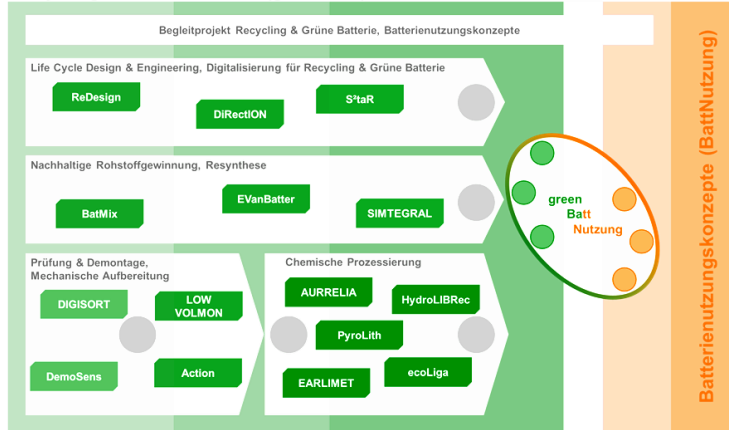 Begleitprojekt Recycling & Grüne Batterie, Batterienutzungskonzepte
Life Cycle Design & Engineering, Digitalisierung für Recycling & Grüne Batterie
ReDesign
DiRectION
S²taR
Nachhaltige Rohstoffgewinnung, Resynthese
BatMix
EVanBatter
SIMTEGRAL
green
Batt
Nutzung
Prüfung & Demontage,
Mechanische Aufbereitung
DIGISORT
LOW
VOLMON
DemoSens
Action
Chemische Prozessierung
AURRELIA
HydroLIBRec
PyroLith
EARLIMET
ecoLiga
Batterienutzungskonzepte (BattNutzung)